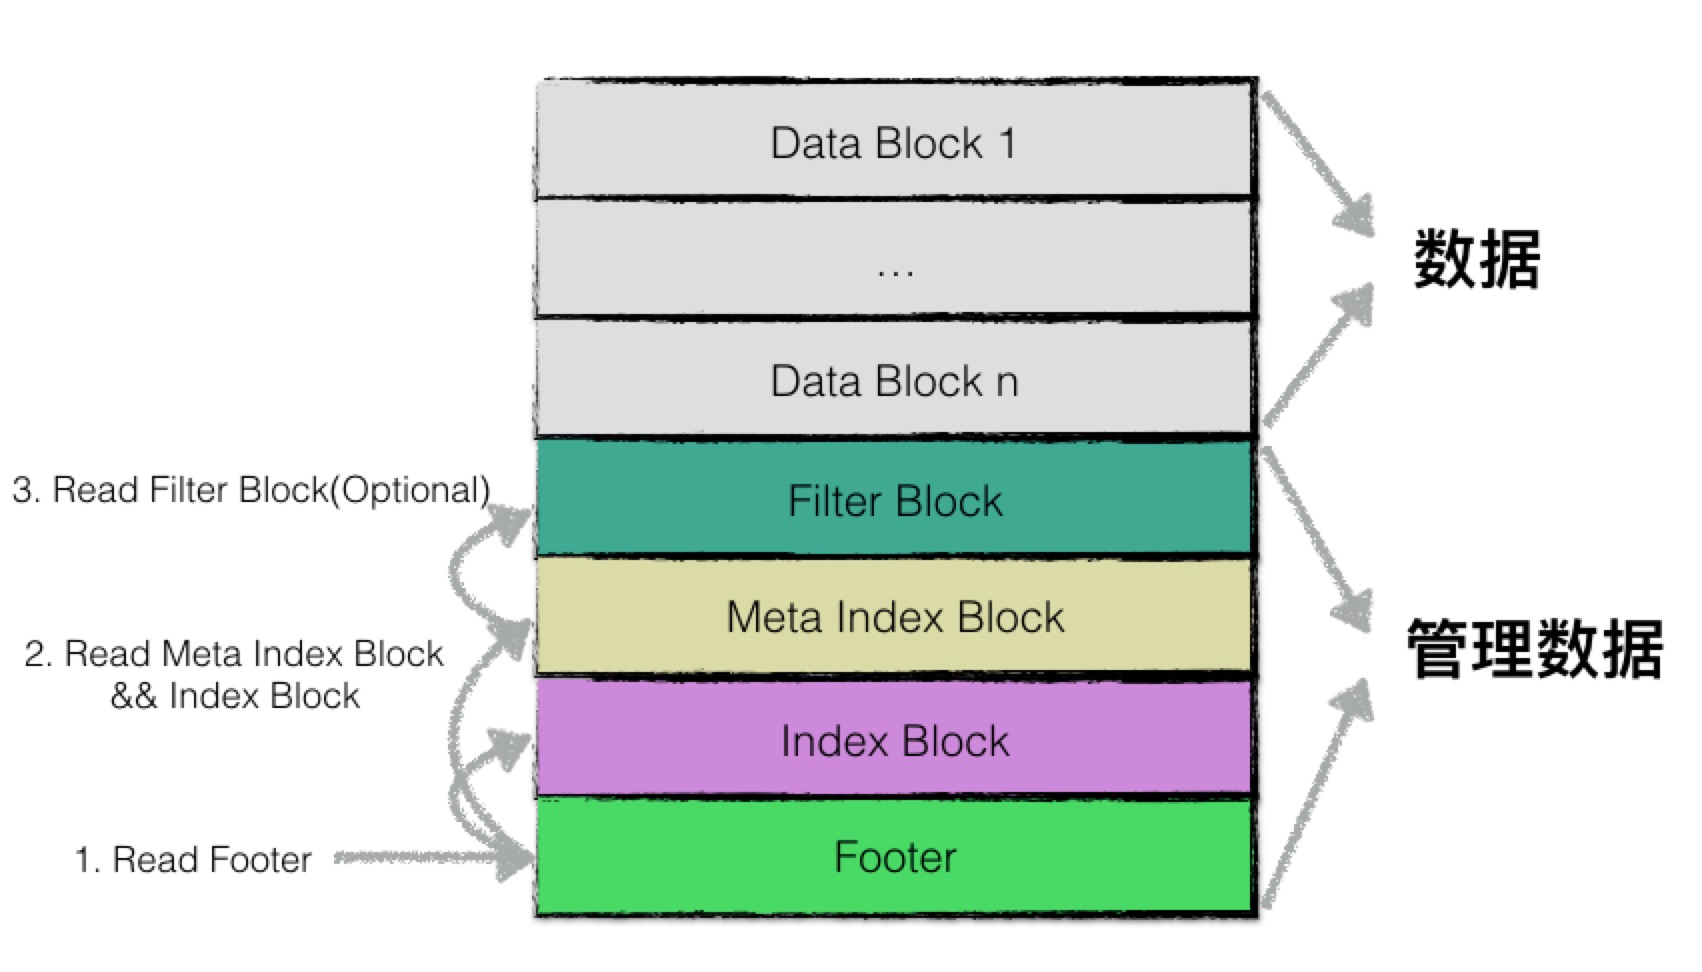 Data Block 1
...
数据
Data Block n
3. Read Filter Block(Optional)
Filter Block
Meta Index Block
管理数据
2. Read Meta Index Block
&& Index Block
Index Block
1. Read Footer
Footer